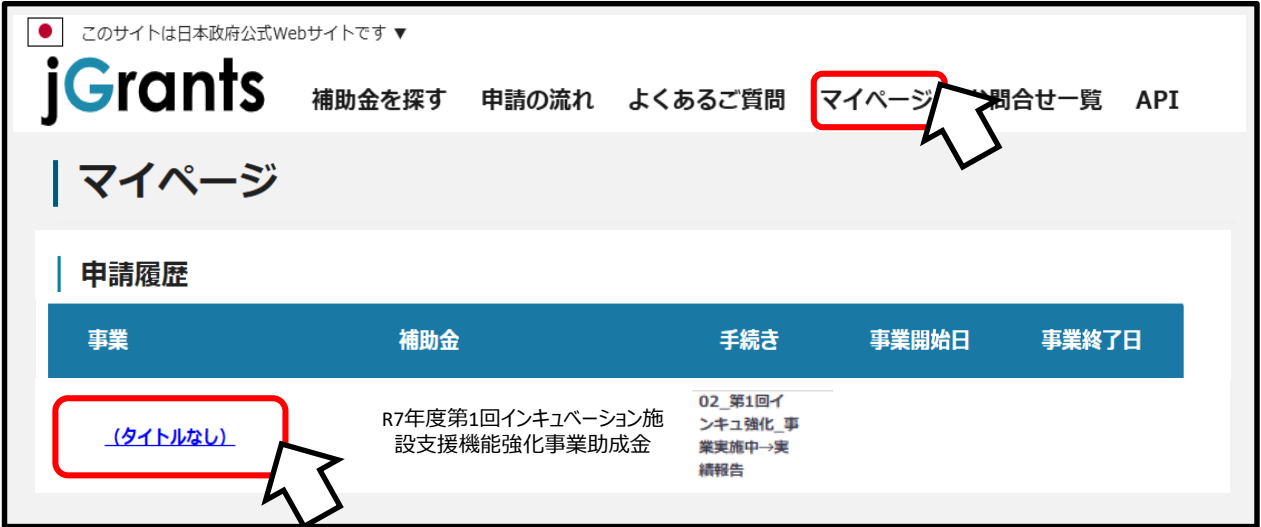 このサイトは日本政府公式Webサイトです ▼
jGrants 補助金を探す 申請の流れ よくあるご質問 マイページ 問合せ一覧 API
マイページ
申請履歴
事業 補助金 手続き 事業開始日 事業終了日
(タイトルなし)
R7年度第1回インキュベーション施
設支援機能強化事業助成金
02_第1回イ
ンキュ強化_事
業実施中→実
績報告